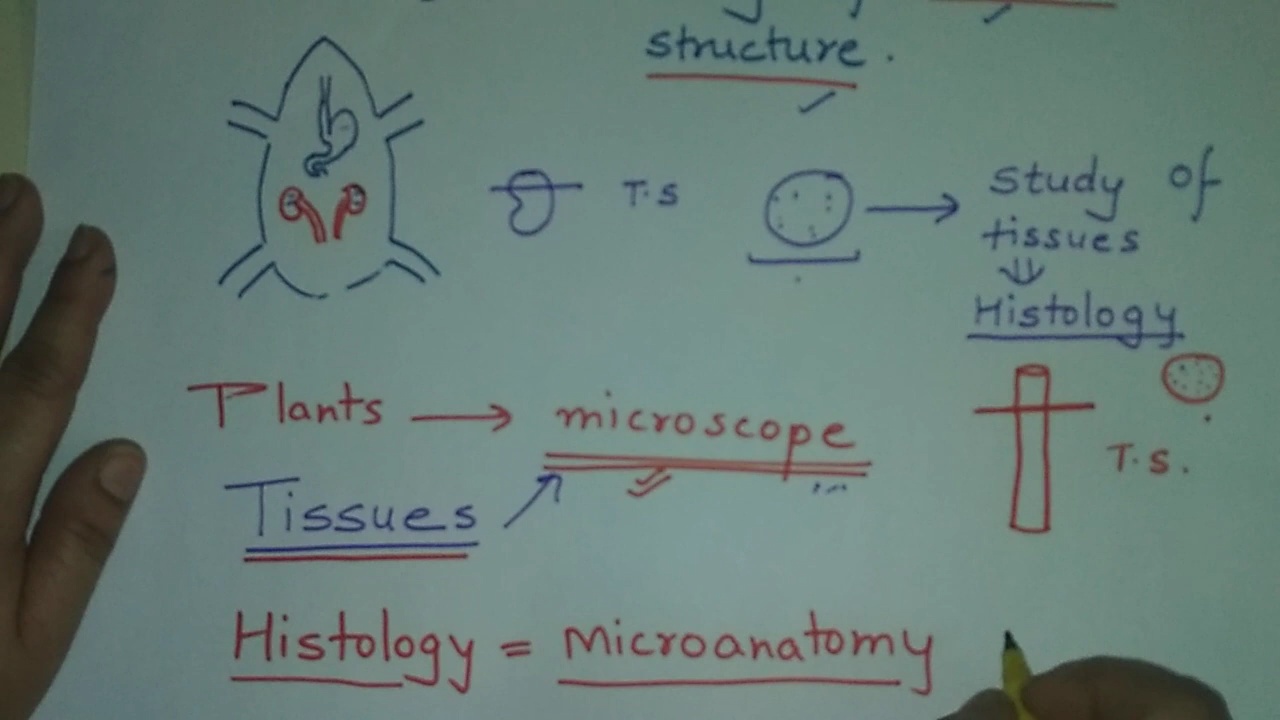 structure.
T.S
Study of
tissues
Histology
Plants → microscope
T.S.
Tissues
Histology = Microanatomy